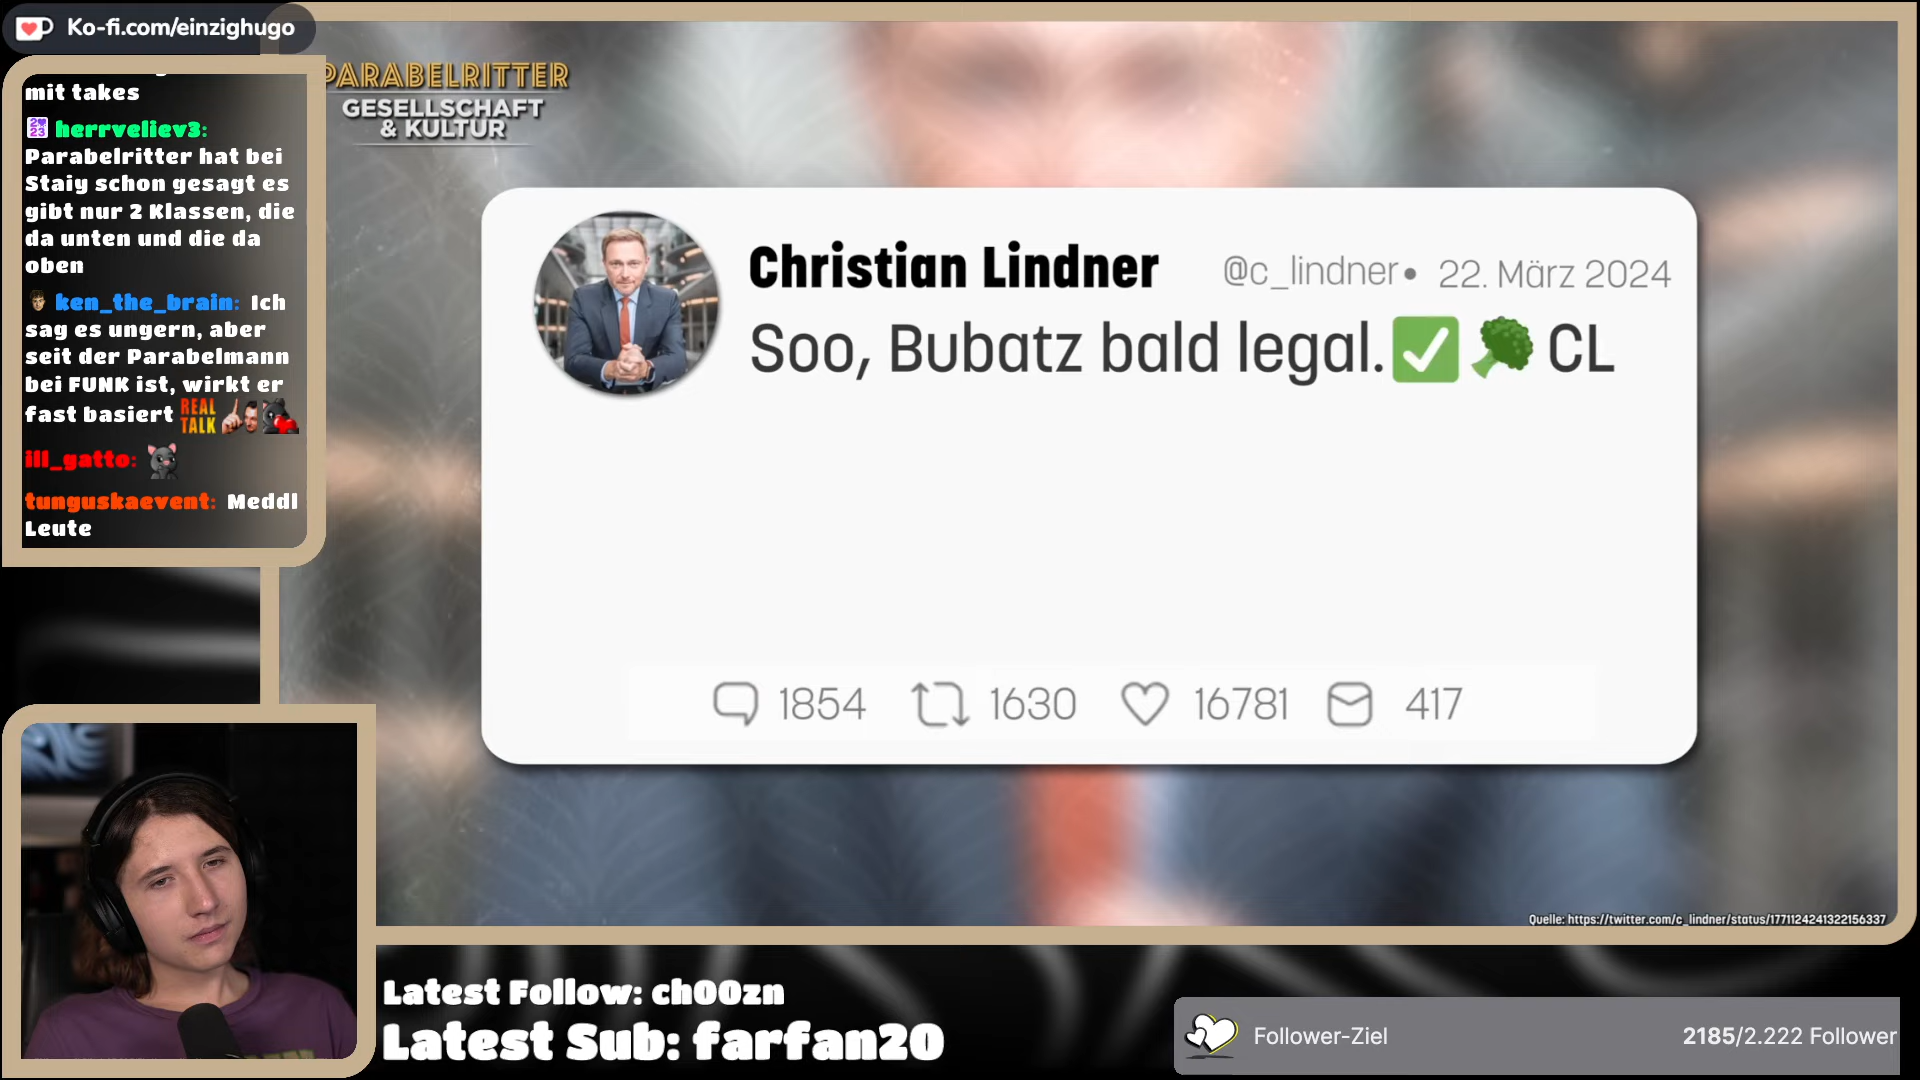 Ko-fi.com/einzighugo
mit takes
herrveliev3:
Parabelritter hat bei
Staiy schon gesagt es
gibt nur 2 Klassen, die
da unten und die da
oben
ken_the_brain: Ich
sag es ungern, aber
seit der Parabelmann
bei FUNK ist, wirkt er
fast basiert REAL TALK
ill_gatto:
tunguskaevent: Meddl
Leute
PARABELRITTER
GESELLSCHAFT
& KULTUR
Christian Lindner @c_lindner • 22. März 2024
Soo, Bubatz bald legal.✅🥦 CL
1854 1630 16781 417
Quelle: https://twitter.com/c_lindner/status/1771124241322156337
Latest Follow: ch00zn
Latest Sub: farfan20
Follower-Ziel 2185/2.222 Follower